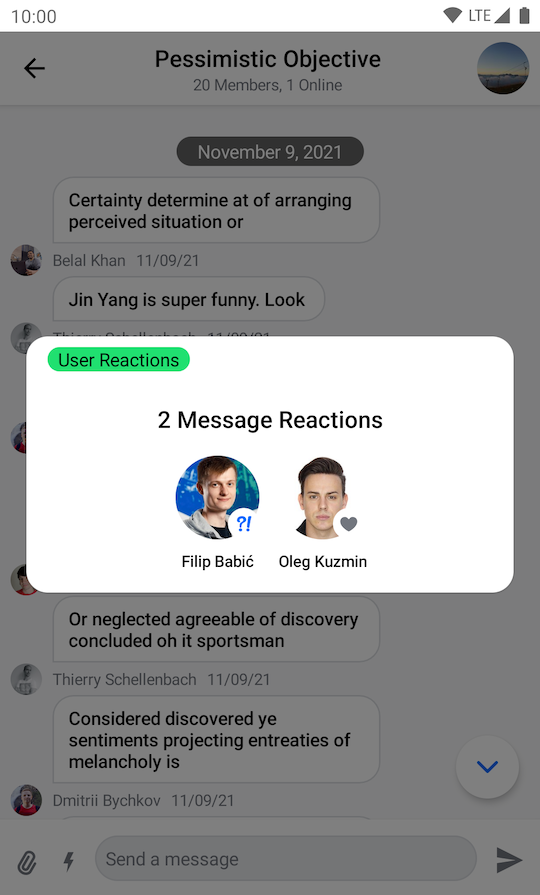 10:00
LTE
Pessimistic Objective
20 Members, 1 Online
November 9, 2021
Certainty determine at of arranging
perceived situation or
Belal Khan 11/09/21
Jin Yang is super funny. Look
Thierry Schellenbach 11/09/21
User Reactions
2 Message Reactions
?!
Filip Babić Oleg Kuzmin
Or neglected agreeable of discovery
concluded oh it sportsman
Thierry Schellenbach 11/09/21
Considered discovered ye
sentiments projecting entreaties of
melancholy is
Dmitrii Bychkov 11/09/21
Send a message